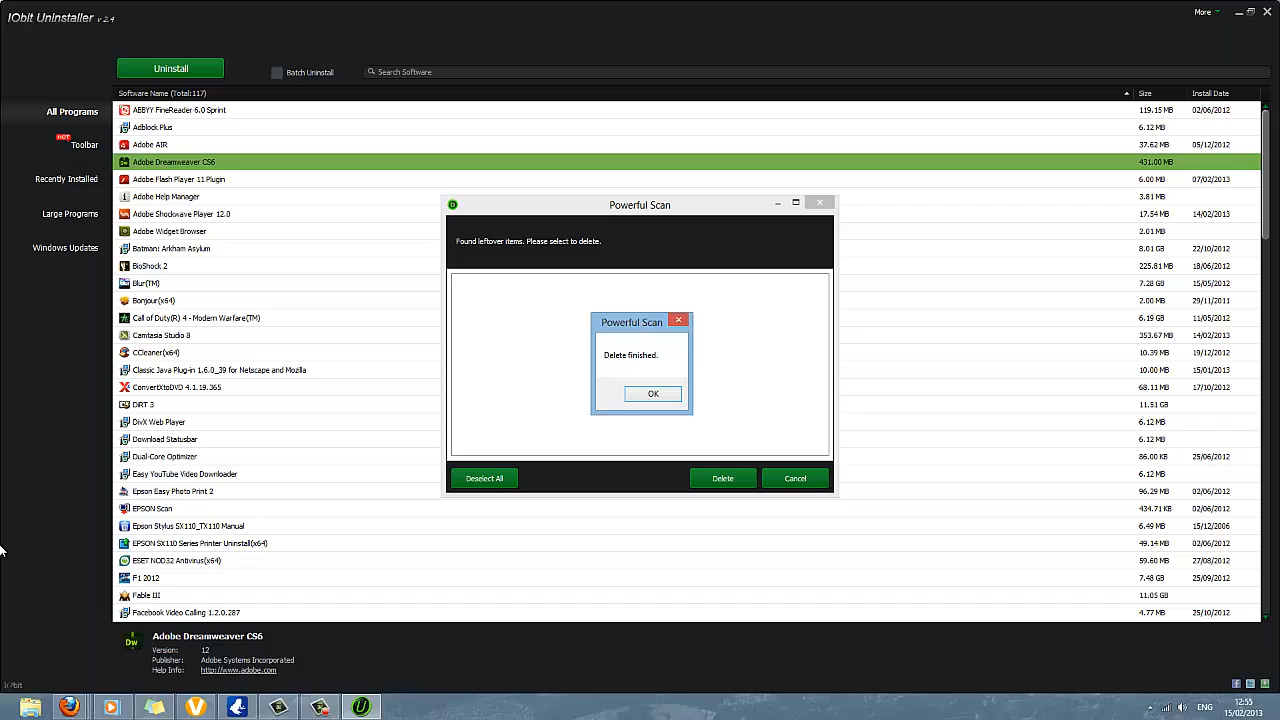 IObit Uninstaller v 2.4
More
Uninstall
Batch Uninstall
Search Software
Software Name (Total:117)
Size
Install Date
All Programs
HOT
Toolbar
Recently Installed
Large Programs
Windows Updates
ABBYY FineReader 6.0 Sprint 119.15 MB 02/06/2012
Adblock Plus 6.12 MB
Adobe AIR 37.62 MB 05/12/2012
Adobe Dreamweaver CS6 431.00 MB
Adobe Flash Player 11 Plugin 6.00 MB 07/02/2013
Adobe Help Manager 3.81 MB
Adobe Shockwave Player 12.0 17.54 MB 14/02/2013
Adobe Widget Browser 2.01 MB
Batman: Arkham Asylum 8.01 GB 22/10/2012
BioShock 2 225.81 MB 18/06/2012
Blur(TM) 7.28 GB 15/05/2012
Bonjour(x64) 2.00 MB 29/11/2011
Call of Duty(R) 4 - Modern Warfare(TM) 6.19 GB 11/05/2012
Camtasia Studio 8 353.67 MB 14/02/2013
CCleaner(x64) 10.39 MB 19/12/2012
Classic Java Plug-in 1.6.0_39 for Netscape and Mozilla 10.00 MB 15/01/2013
ConvertXtoDVD 4.1.19.365 68.11 MB 17/10/2012
DiRT 3 11.51 GB
DivX Web Player 6.12 MB
Download Statusbar 6.12 MB
Dual-Core Optimizer 86.00 KB 25/06/2012
Easy YouTube Video Downloader 6.12 MB
Epson Easy Photo Print 2 96.29 MB 02/06/2012
EPSON Scan 434.71 KB 02/06/2012
Epson Stylus SX110_TX110 Manual 6.49 MB 15/12/2006
EPSON SX110 Series Printer Uninstall(x64) 49.14 MB 02/06/2012
ESET NOD32 Antivirus(x64) 59.60 MB 27/08/2012
F1 2012 7.48 GB 25/09/2012
Fable III 11.05 GB
Facebook Video Calling 1.2.0.287 4.77 MB 25/10/2012
Powerful Scan
Found leftover items. Please select to delete.
Powerful Scan
Delete finished.
OK
Deselect All
Delete
Cancel
Dw
Adobe Dreamweaver CS6
Version: 12
Publisher: Adobe Systems Incorporated
Help Info: http://www.adobe.com
ENG
12:55
15/02/2013